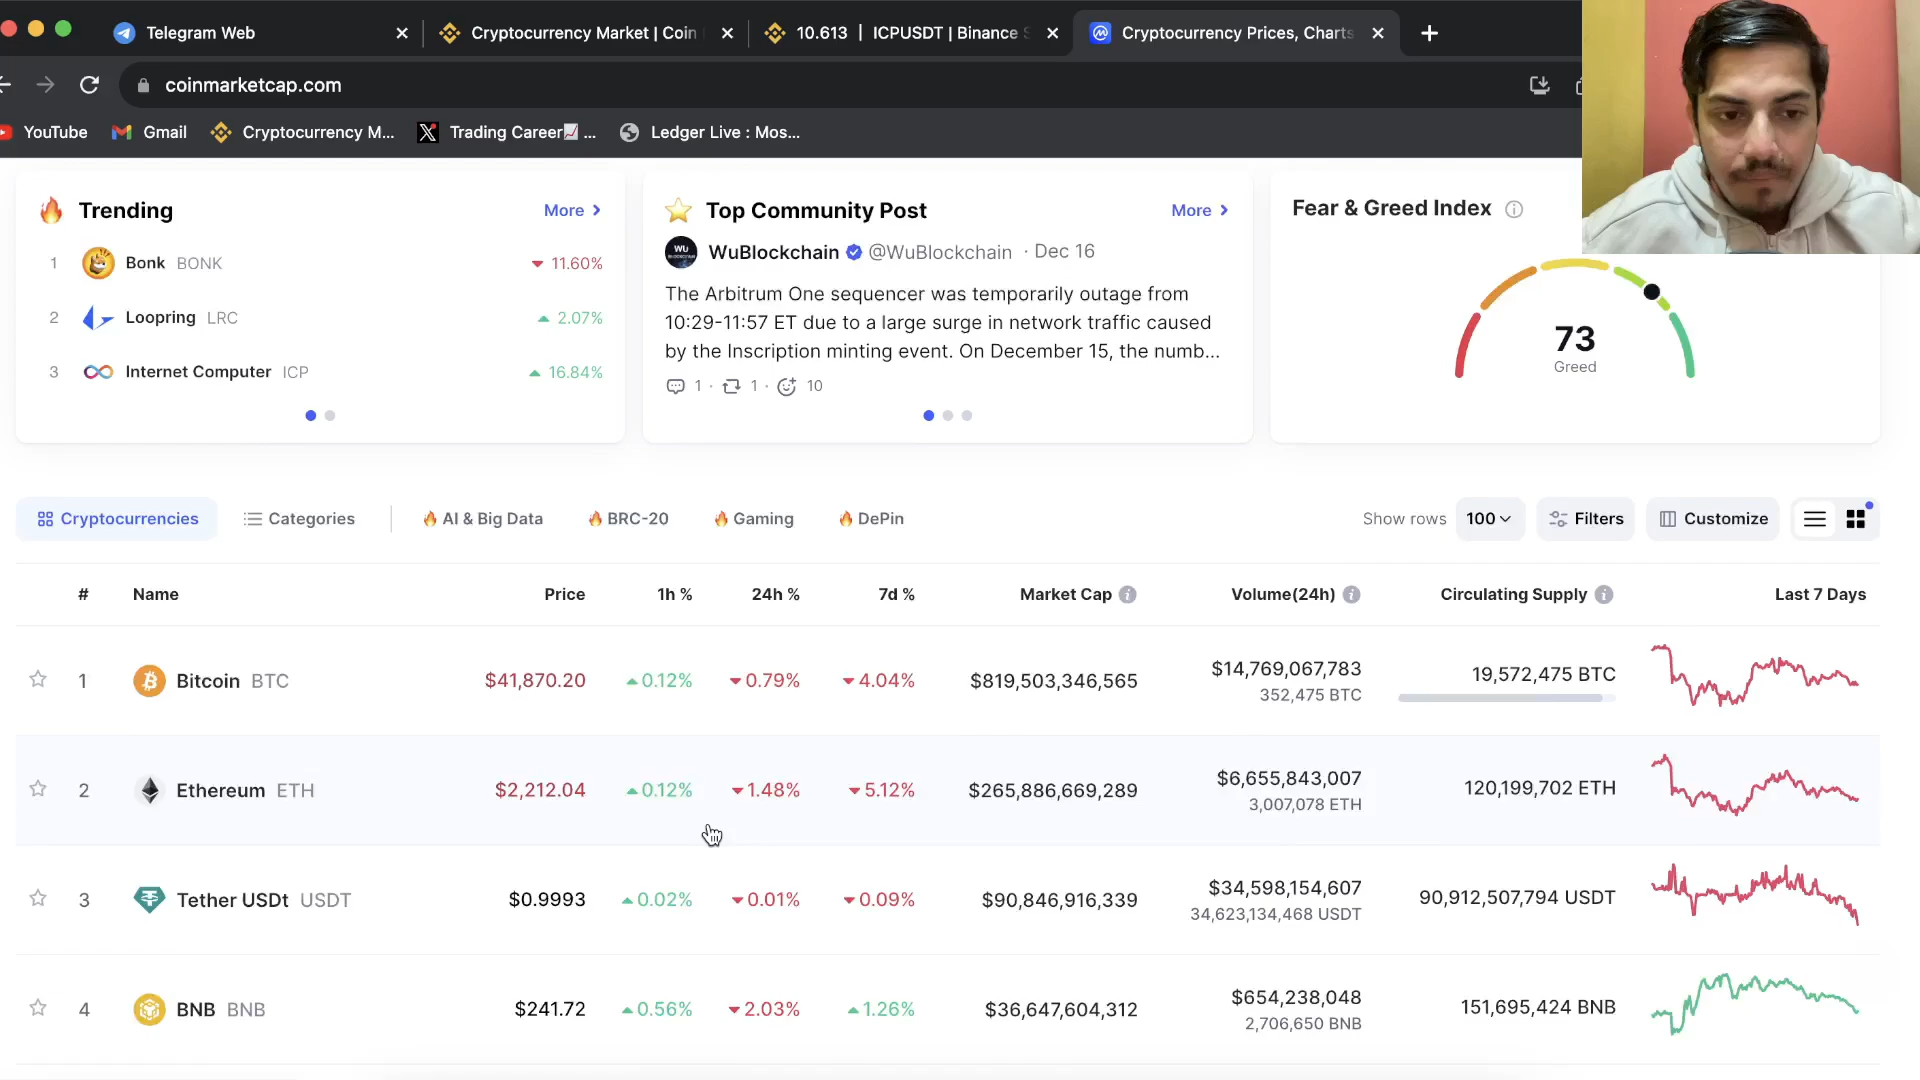 Telegram Web
Cryptocurrency Market | Coin
10.613 | ICPUSDT | Binance S
Cryptocurrency Prices, Charts
coinmarketcap.com
YouTube
Gmail
Cryptocurrency M...
Trading Career📈 ...
Ledger Live : Mos...
Trending
More >
1 Bonk BONK 11.60%
2 Loopring LRC 2.07%
3 Internet Computer ICP 16.84%
Top Community Post
More >
WU
WuBlockchain @WuBlockchain · Dec 16
The Arbitrum One sequencer was temporarily outage from
10:29-11:57 ET due to a large surge in network traffic caused
by the Inscription minting event. On December 15, the numb...
1 · 1 · 10
Fear & Greed Index
73
Greed
Cryptocurrencies
Categories
AI & Big Data
BRC-20
Gaming
DePin
Show rows
100
Filters
Customize
# Name Price 1h % 24h % 7d % Market Cap Volume(24h) Circulating Supply Last 7 Days
1 Bitcoin BTC $41,870.20 0.12% 0.79% 4.04% $819,503,346,565 $14,769,067,783 19,572,475 BTC
352,475 BTC
2 Ethereum ETH $2,212.04 0.12% 1.48% 5.12% $265,886,669,289 $6,655,843,007 120,199,702 ETH
3,007,078 ETH
3 Tether USDt USDT $0.9993 0.02% 0.01% 0.09% $90,846,916,339 $34,598,154,607 90,912,507,794 USDT
34,623,134,468 USDT
4 BNB BNB $241.72 0.56% 2.03% 1.26% $36,647,604,312 $654,238,048 151,695,424 BNB
2,706,650 BNB